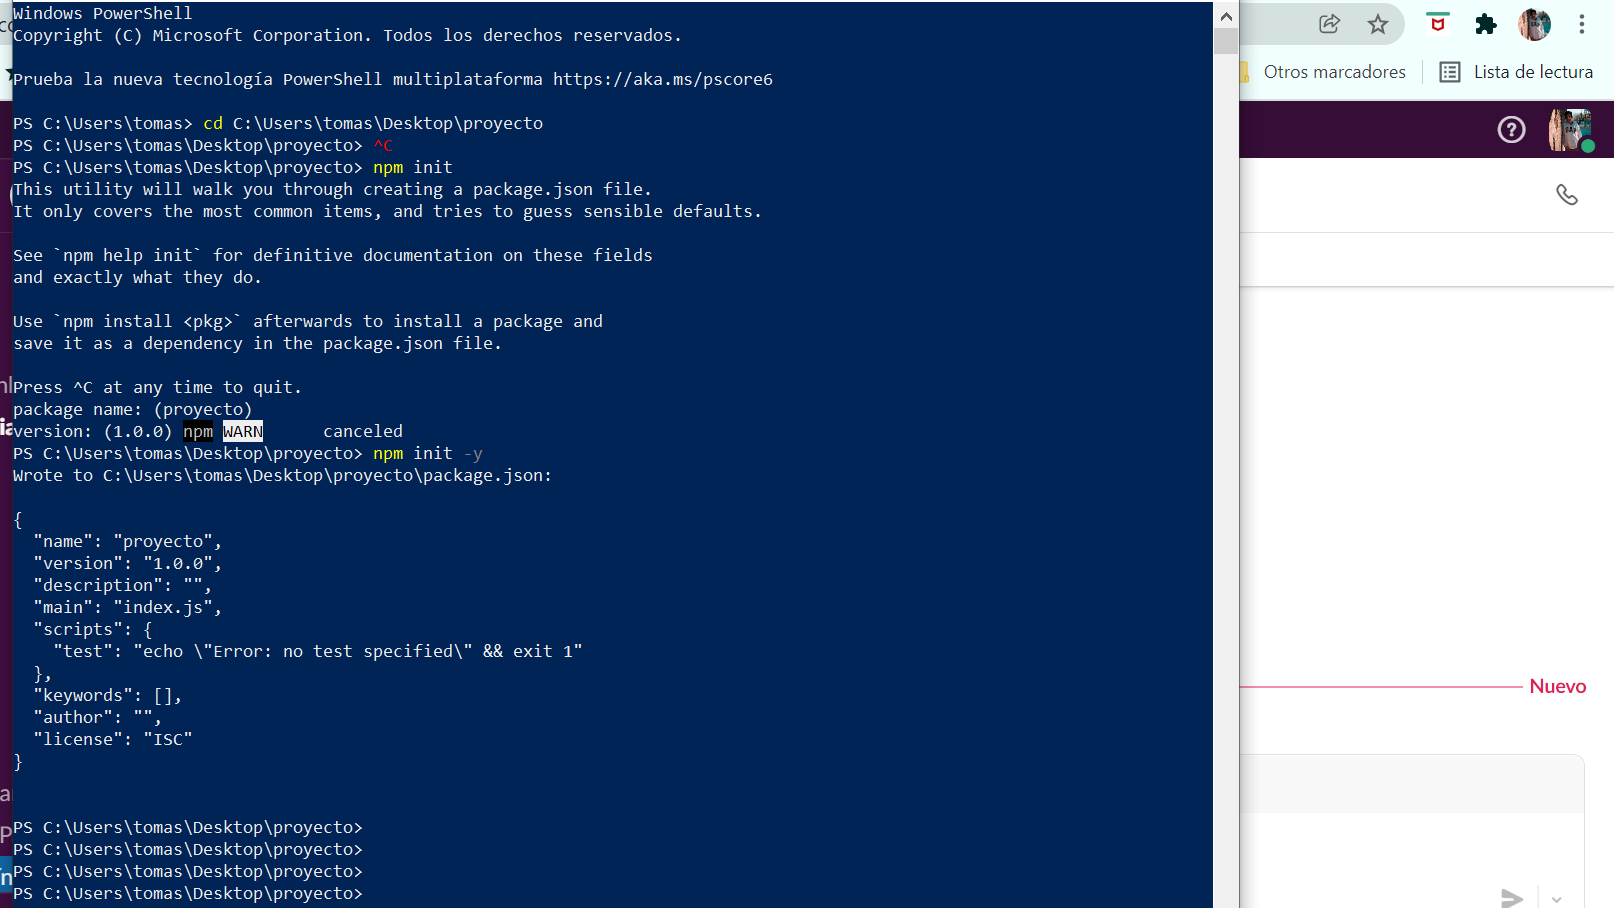 Windows PowerShell
Copyright (C) Microsoft Corporation. Todos los derechos reservados.
Prueba la nueva tecnología PowerShell multiplataforma https://aka.ms/pscore6
PS C:\Users\tomas> cd C:\Users\tomas\Desktop\proyecto
PS C:\Users\tomas\Desktop\proyecto> ^C
PS C:\Users\tomas\Desktop\proyecto> npm init
This utility will walk you through creating a package.json file.
It only covers the most common items, and tries to guess sensible defaults.
See `npm help init` for definitive documentation on these fields
and exactly what they do.
Use `npm install <pkg>` afterwards to install a package and
save it as a dependency in the package.json file.
Press ^C at any time to quit.
package name: (proyecto)
version: (1.0.0) npm WARN canceled
PS C:\Users\tomas\Desktop\proyecto> npm init -y
Wrote to C:\Users\tomas\Desktop\proyecto\package.json:
{
"name": "proyecto",
"version": "1.0.0",
"description": "",
"main": "index.js",
"scripts": {
"test": "echo \"Error: no test specified\" && exit 1"
},
"keywords": [],
"author": "",
"license": "ISC"
}
PS C:\Users\tomas\Desktop\proyecto>
PS C:\Users\tomas\Desktop\proyecto>
PS C:\Users\tomas\Desktop\proyecto>
PS C:\Users\tomas\Desktop\proyecto>
Otros marcadores
Lista de lectura
Nuevo